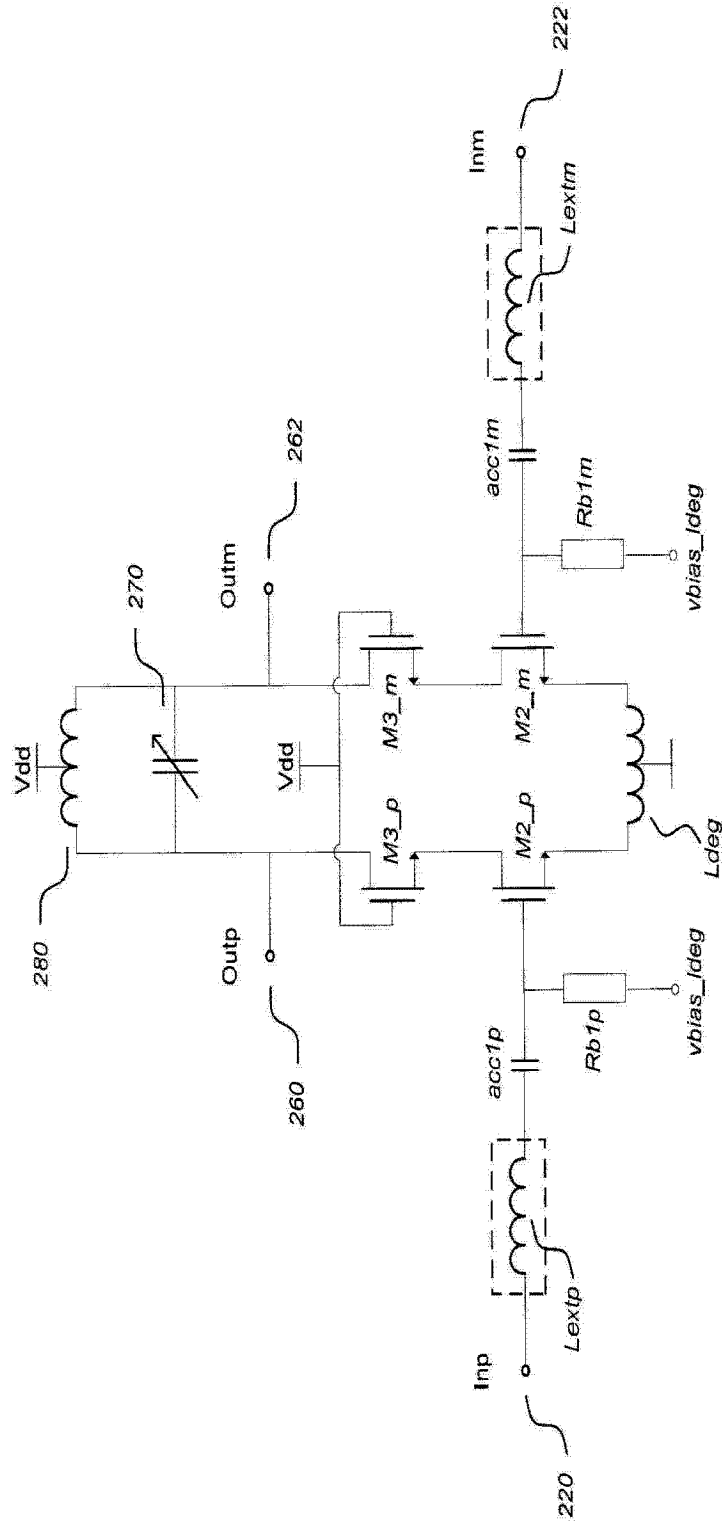 Vdd
280
270
Outp
Outm
260
262
Vdd
M3_p
M3_m
M2_p
M2_m
Inp
220
Lextp
acc1p
Rb1p
vbias_ldeg
Ldeg
acc1m
Rb1m
vbias_ldeg
Lextm
Inm
222